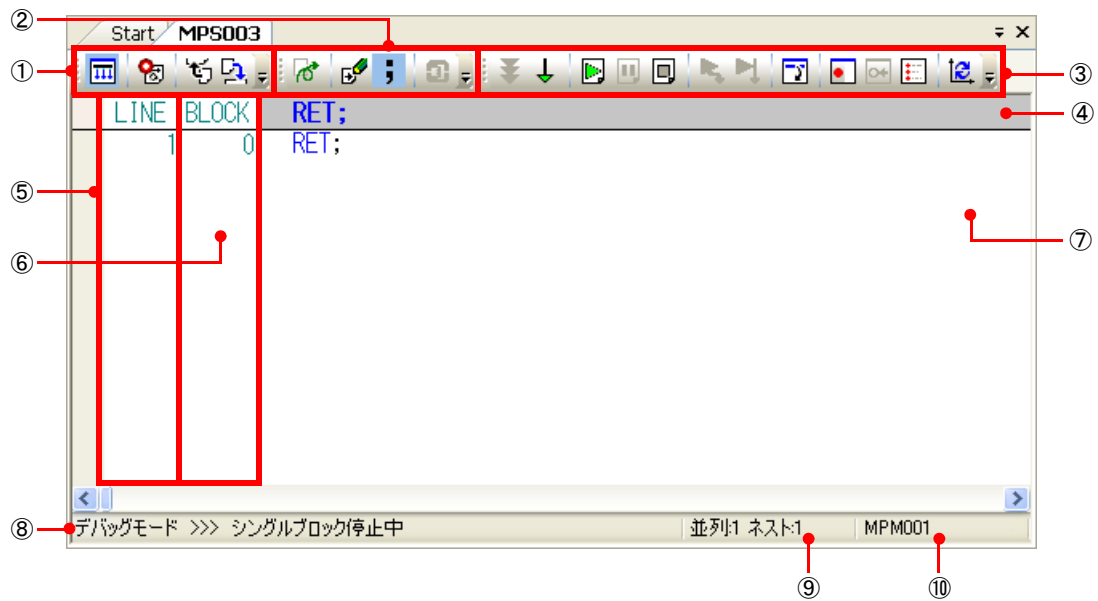 ②
Start MPS003
①
③
LINE BLOCK RET;
④
1 0 RET;
⑤
⑦
⑥
⑧
デバッグモード >>> シングルブロック停止中 並列:1 ネスト:1 MPM001
⑨ ⑩